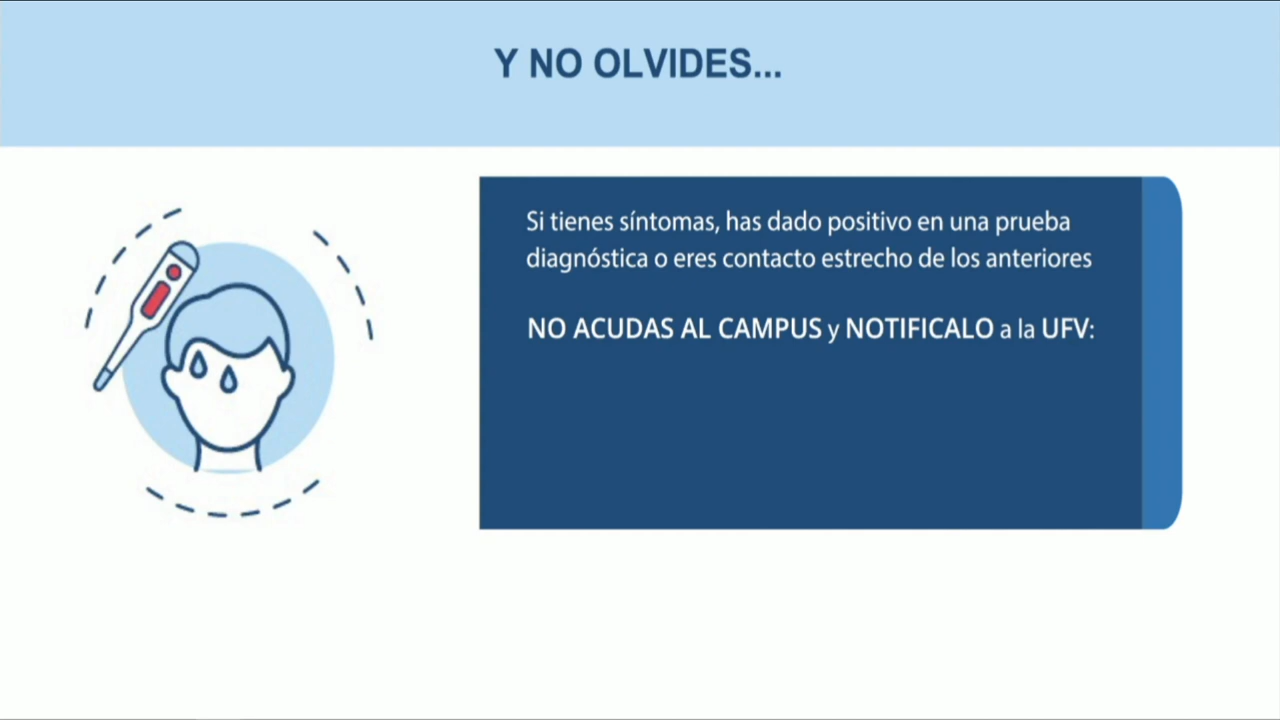 Y NO OLVIDES...
Si tienes síntomas, has dado positivo en una prueba
diagnóstica o eres contacto estrecho de los anteriores
NO ACUDAS AL CAMPUS y NOTIFICALO a la UFV: